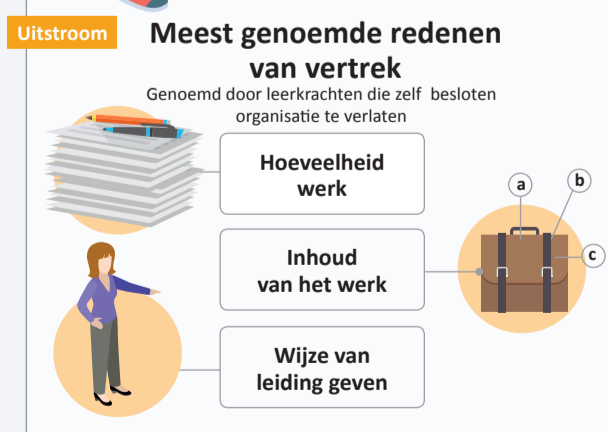 Uitstroom
Meest genoemde redenen
van vertrek
Genoemd door leerkrachten die zelf besloten
organisatie te verlaten
Hoeveelheid
werk
a
b
c
Inhoud
van het werk
Wijze van
leiding geven